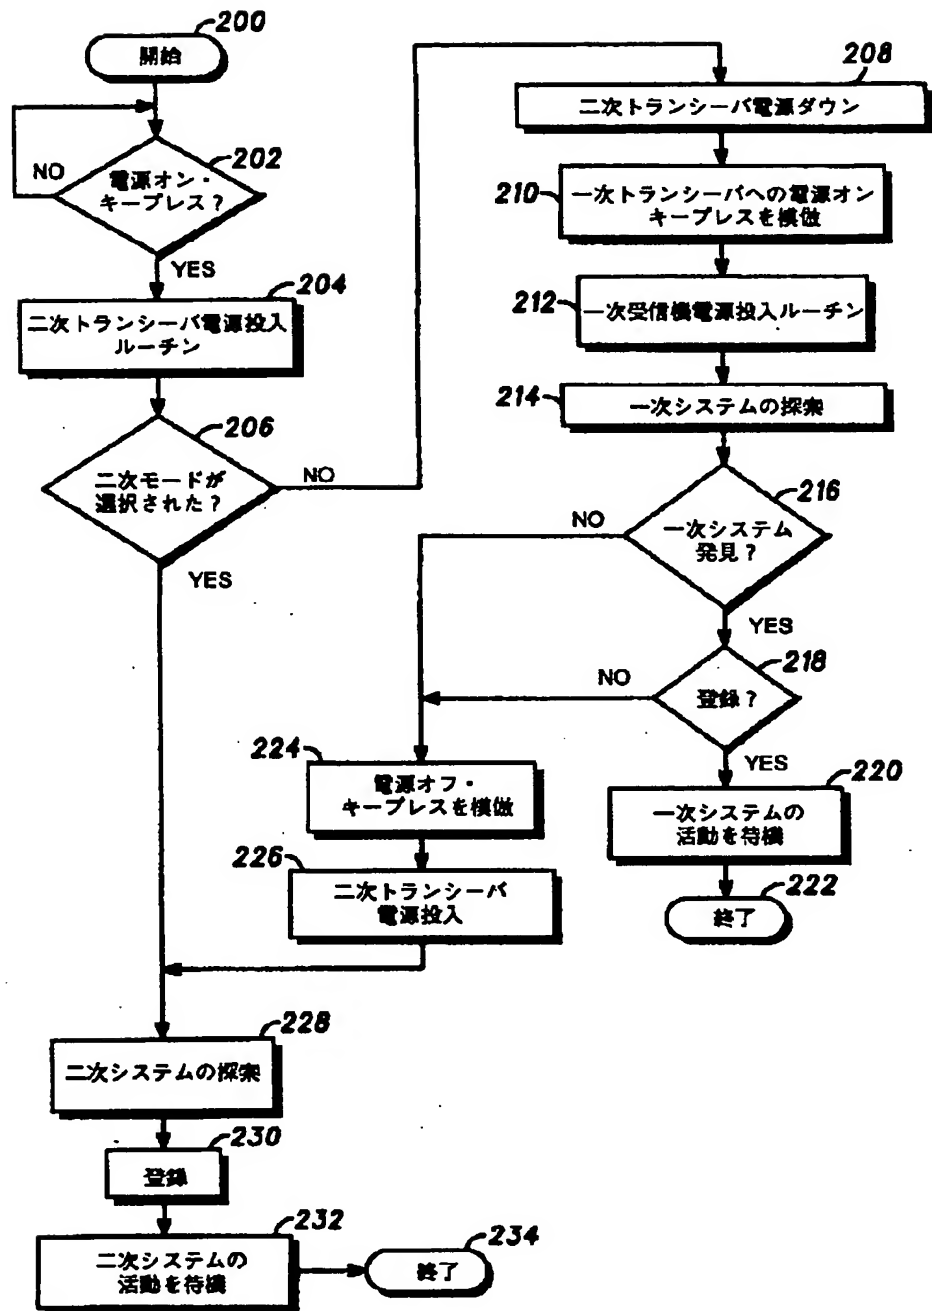 200
開始
202
電源オン・
キープレス？
NO
YES
204
二次トランシーバ電源投入
ルーチン
206
二次モードが
選択された？
NO
YES
208
二次トランシーバ電源ダウン
210
一次トランシーバへの電源オン
キープレスを模倣
212
一次受信機電源投入ルーチン
214
一次システムの探索
216
一次システム
発見？
NO
YES
218
登録？
NO
YES
220
一次システムの
活動を待機
222
終了
224
電源オフ・
キープレスを模倣
226
二次トランシーバ
電源投入
228
二次システムの探索
230
登録
232
二次システムの
活動を待機
234
終了